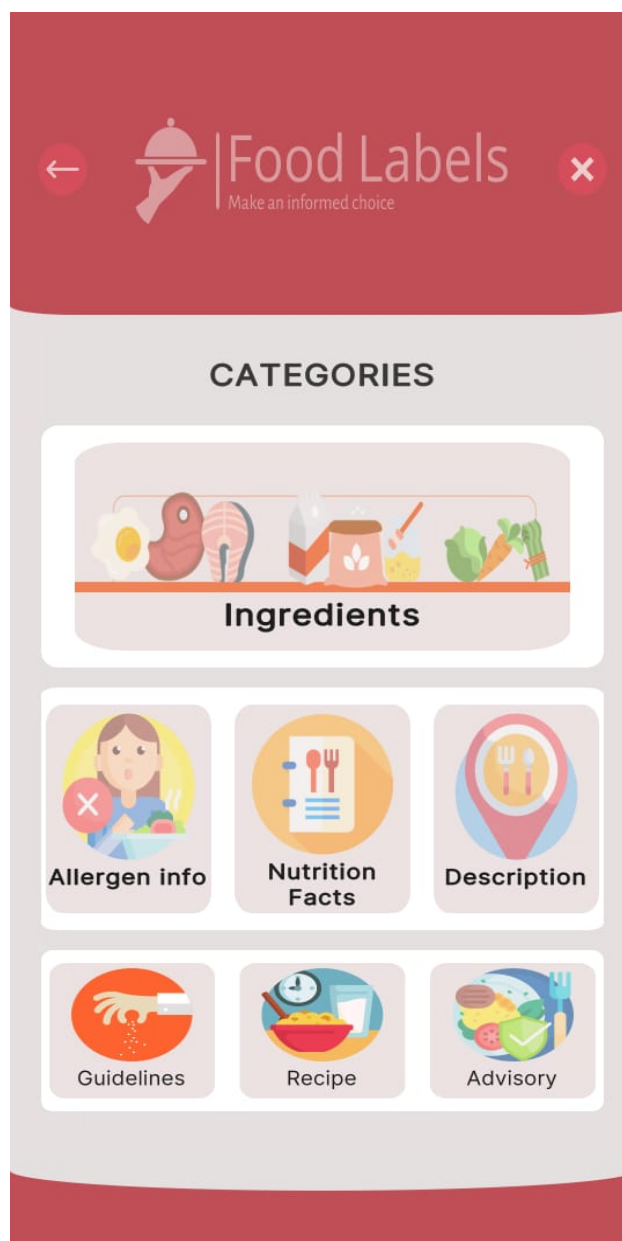 Food Labels
Make an informed choice
CATEGORIES
Ingredients
Allergen info
Nutrition
Facts
Description
Guidelines
Recipe
Advisory